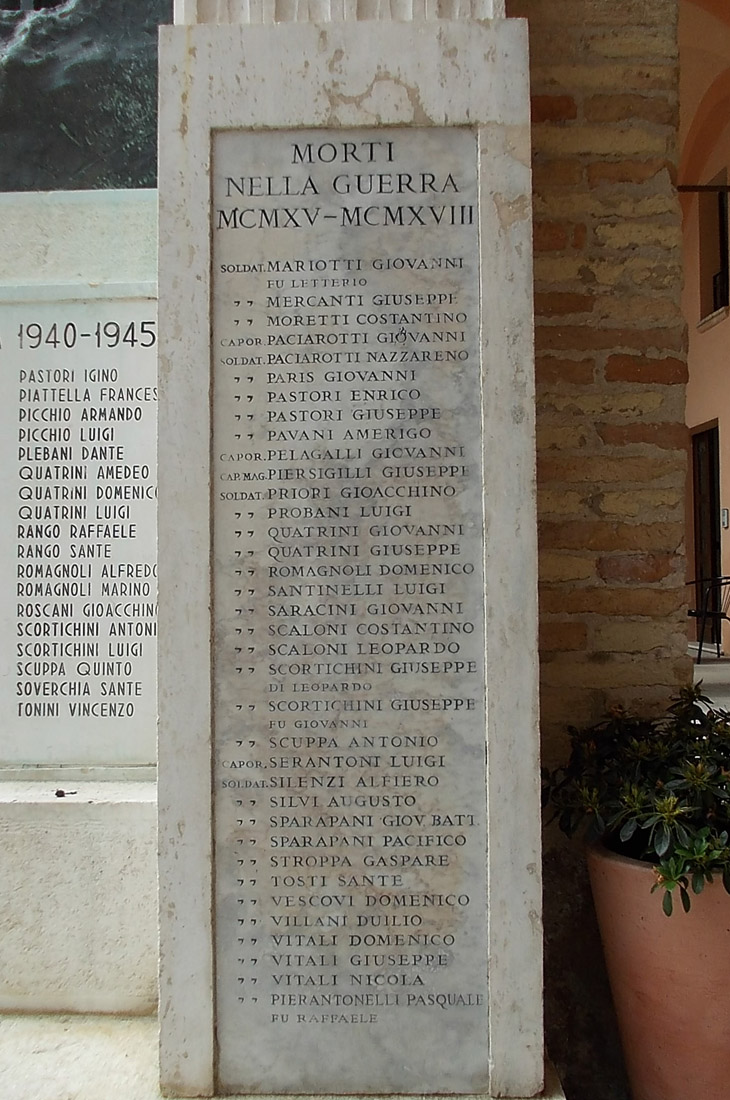 1940-1945
PASTORI IGINO
PIATTELLA FRANCES
PICCHIO ARMANDO
PICCHIO LUIGI
PLEBANI DANTE
QUATRINI AMEDEO
QUATRINI DOMENICO
QUATRINI LUIGI
RANGO RAFFAELE
RANGO SANTE
ROMAGNOLI ALFREDO
ROMAGNOLI MARINO
ROSCANI GIOACCHINO
SCORTICHINI ANTONI
SCORTICHINI LUIGI
SCUPPA QUINTO
SOVERCHIA SANTE
TONINI VINCENZO
MORTI
NELLA GUERRA
MCMXV-MCMXVIII
SOLDAT. MARIOTTI GIOVANNI
FU LETTERIO
,, MERCANTI GIUSEPPE
,, MORETTI COSTANTINO
CAPOR. PACIAROTTI GIOVANNI
SOLDAT. PACIAROTTI NAZZARENO
,, PARIS GIOVANNI
,, PASTORI ENRICO
,, PASTORI GIUSEPPE
,, PAVANI AMERIGO
CAPOR. PELAGALLI GIOVANNI
CAP. MAG. PIERSIGILLI GIUSEPPE
SOLDAT. PRIORI GIOACCHINO
,, PROBANI LUIGI
,, QUATRINI GIOVANNI
,, QUATRINI GIUSEPPE
,, ROMAGNOLI DOMENICO
,, SANTINELLI LUIGI
,, SARACINI GIOVANNI
,, SCALONI COSTANTINO
,, SCALONI LEOPARDO
,, SCORTICHINI GIUSEPPE
DI LEOPARDO
,, SCORTICHINI GIUSEPPE
FU GIOVANNI
,, SCUPPA ANTONIO
CAPOR. SERANTONI LUIGI
SOLDAT. SILENZI ALFIERO
,, SILVI AUGUSTO
,, SPARAPANI GIOV. BATT.
,, SPARAPANI PACIFICO
,, STROPPA GASPARE
,, TOSTI SANTE
,, VESCOVI DOMENICO
,, VILLANI DUILIO
,, VITALI DOMENICO
,, VITALI GIUSEPPE
,, VITALI NICOLA
,, PIERANTONELLI PASQUALE
FU RAFFAELE